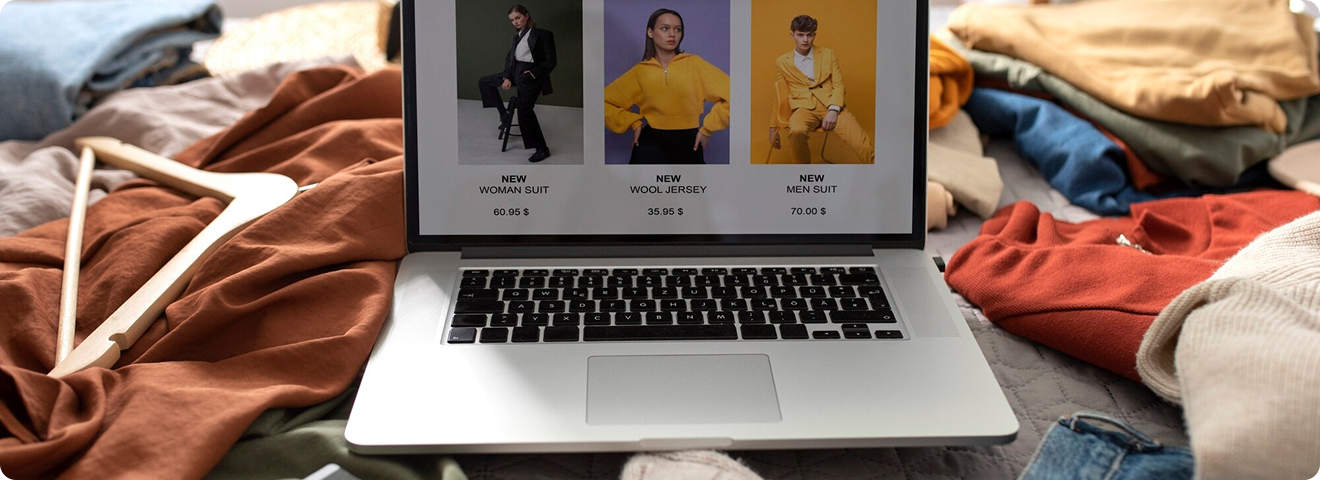 NEW
WOMAN SUIT
60.95 $
NEW
WOOL JERSEY
35.95 $
NEW
MEN SUIT
70.00 $